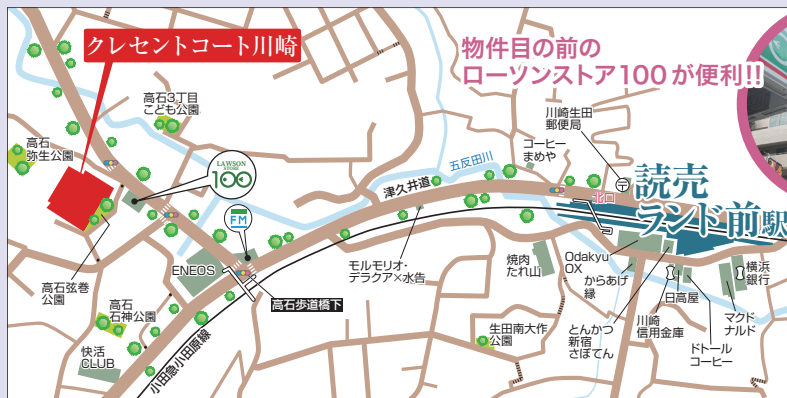 クレセントコート川崎
物件目の前の
ローソンストア100が便利!!
高石3丁目
こども公園
高石
弥生公園
LAWSON
STORE
100
FM
川崎生田
郵便局
コーヒー
まめや
五反田川
津久井道
北口
読売
ランド前駅
高石弦巻
公園
ENEOS
高石歩道橋下
高石
石神公園
快活
CLUB
小田急小田原線
モルモリオ・
デラクア×水告
焼肉
たれ山
生田南大作
公園
Odakyu
OX
からあげ
縁
とんかつ
新宿
さぼてん
川崎
信用金庫
日高屋
ドトール
コーヒー
マクド
ナルド
横浜
銀行